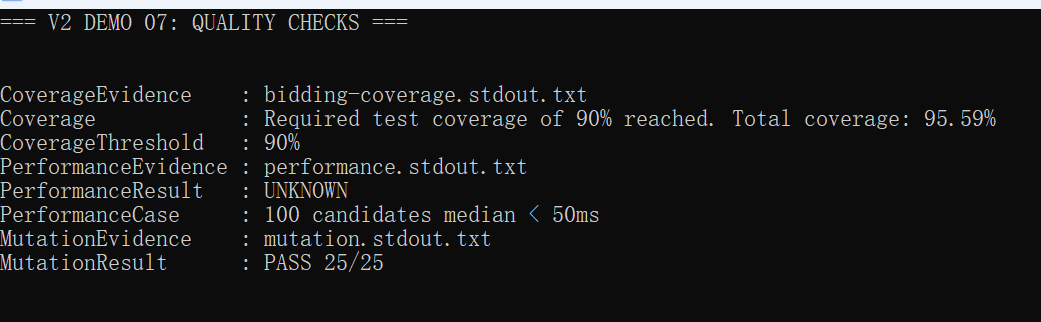 === V2 DEMO 07: QUALITY CHECKS ===
CoverageEvidence    : bidding-coverage.stdout.txt
Coverage            : Required test coverage of 90% reached. Total coverage: 95.59%
CoverageThreshold   : 90%
PerformanceEvidence : performance.stdout.txt
PerformanceResult   : UNKNOWN
PerformanceCase     : 100 candidates median < 50ms
MutationEvidence    : mutation.stdout.txt
MutationResult      : PASS 25/25